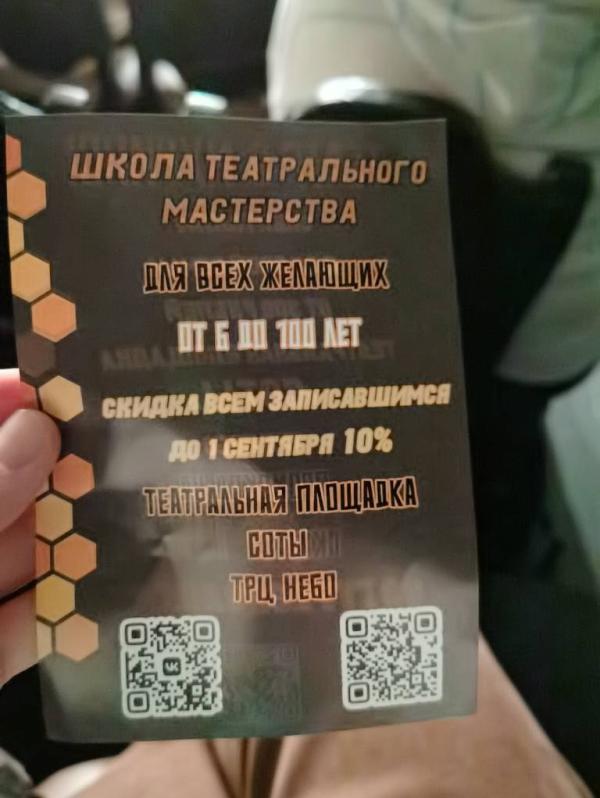 ШКОЛА ТЕАТРАЛЬНОГО
МАСТЕРСТВА
ДЛЯ ВСЕХ ЖЕЛАЮЩИХ
ОТ 6 ДО 100 ЛЕТ
СКИДКА ВСЕМ ЗАПИСАВШИМСЯ
ДО 1 СЕНТЯБРЯ 10%
ТЕАТРАЛЬНАЯ ПЛОЩАДКА
СОТЫ
ТРЦ НЕБО